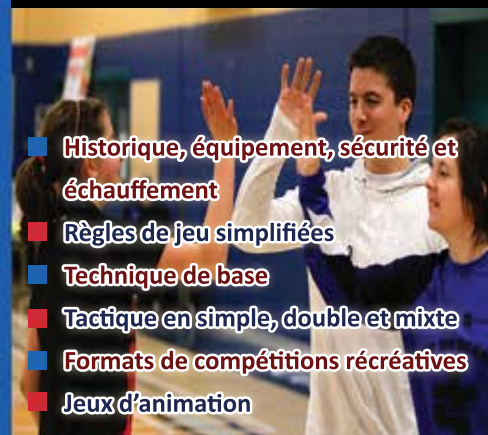 Historique, équipement, sécurité et
échauffement
Règles de jeu simplifiées
Technique de base
Tactique en simple, double et mixte
Formats de compétitions récréatives
Jeux d'animation